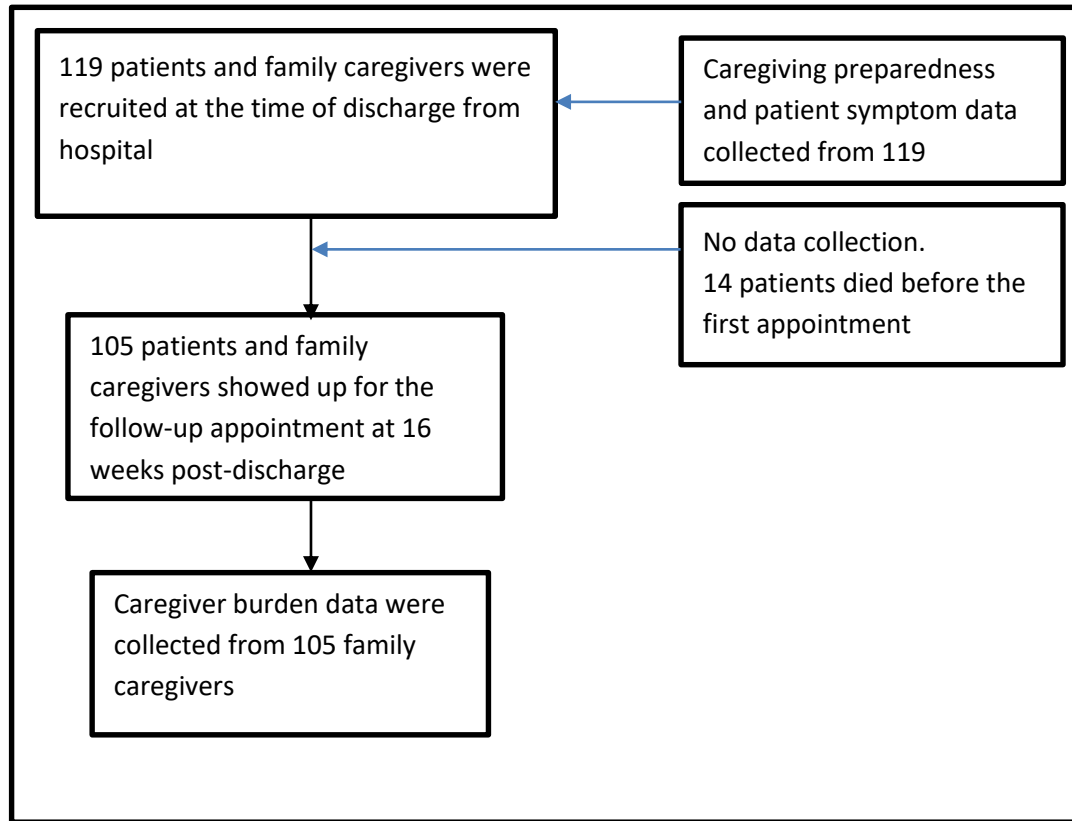 119 patients and family caregivers were
recruited at the time of discharge from
hospital
Caregiving preparedness
and patient symptom data
collected from 119
No data collection.
14 patients died before the
first appointment
105 patients and family
caregivers showed up for the
follow-up appointment at 16
weeks post-discharge
Caregiver burden data were
collected from 105 family
caregivers